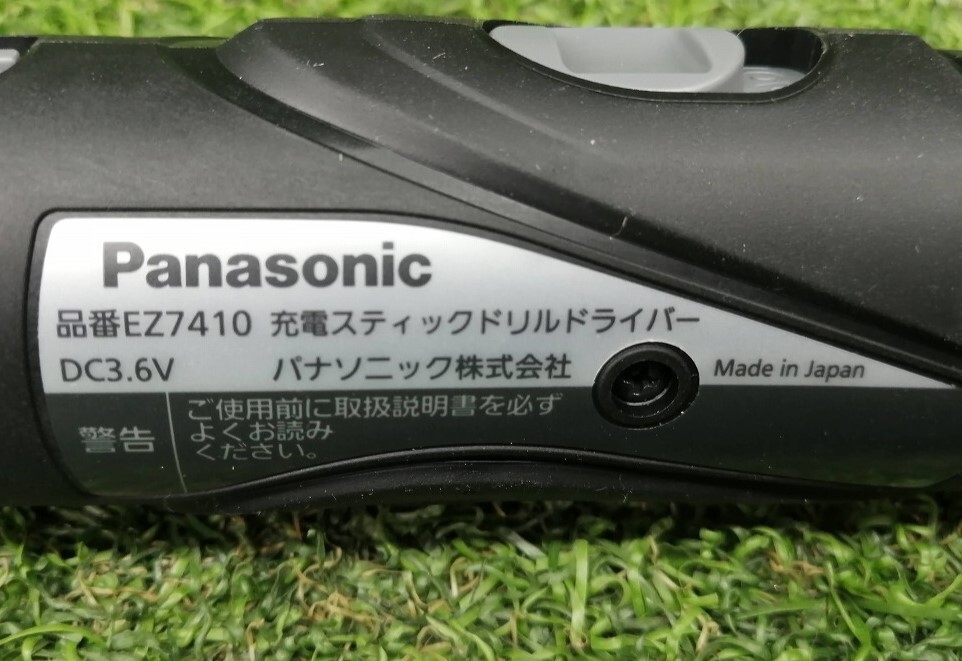 Panasonic
品番EZ7410 充電スティックドリルドライバー
DC3.6V パナソニック株式会社
Made in Japan
警告
ご使用前に取扱説明書を必ず
よくお読み
ください。